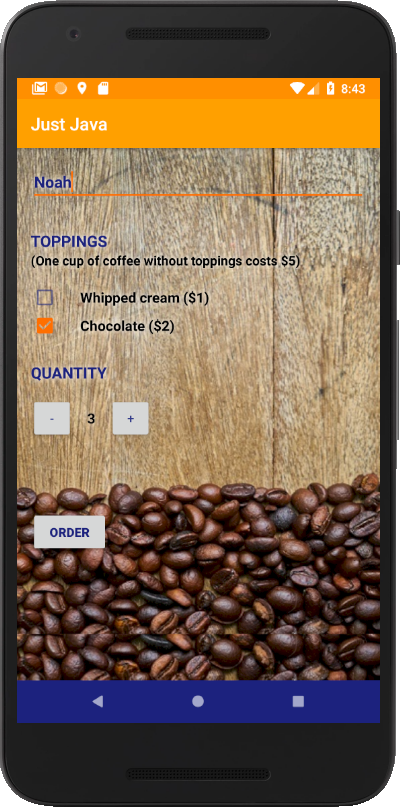 8:43
Just Java
Noah
TOPPINGS
(One cup of coffee without toppings costs $5)
Whipped cream ($1)
Chocolate ($2)
QUANTITY
- 3 +
ORDER